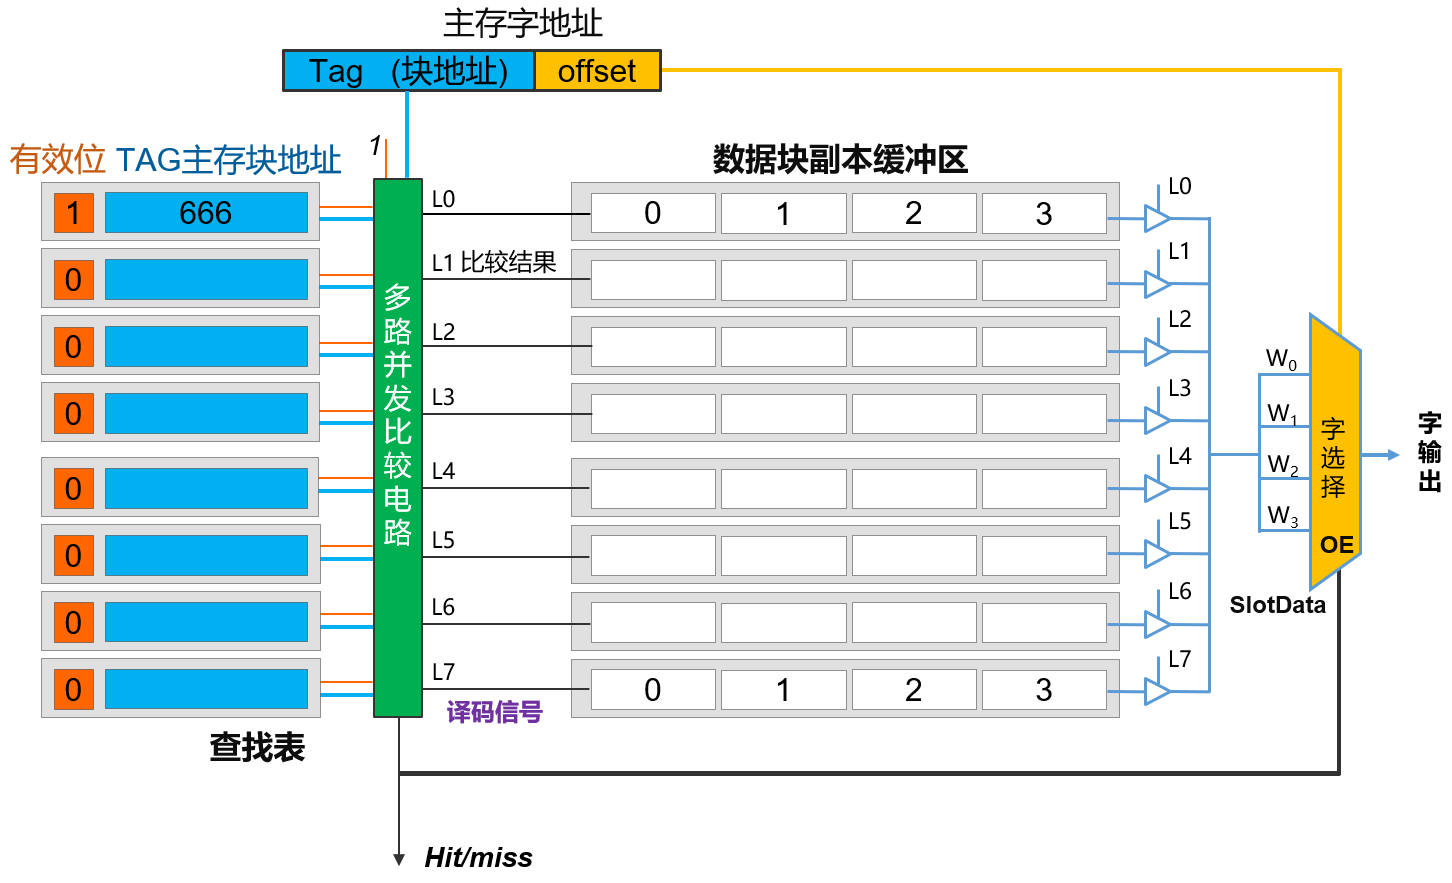 主存字地址
Tag （块地址） offset
1
有效位 TAG主存块地址
数据块副本缓冲区
1 666
L0
0 1 2 3
L0
0
L1 比较结果
L1
0
L2
L2
0
L3
L3
0
L4
L4
0
L5
L5
0
L6
L6
0
L7
0 1 2 3
L7
多路并发比较电路
译码信号
查找表
W0
W1
W2
W3
字选择
OE
字输出
SlotData
Hit/miss